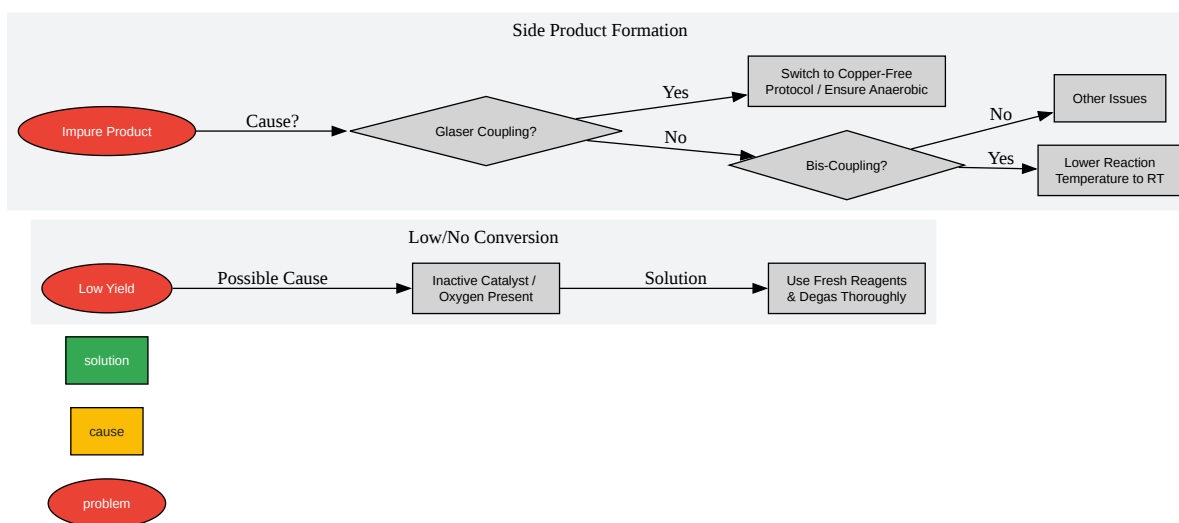 Side Product Formation
Impure Product
Cause?
Glaser Coupling?
Yes
Switch to Copper-Free
Protocol / Ensure Anaerobic
No
Bis-Coupling?
No
Other Issues
Yes
Lower Reaction
Temperature to RT
Low/No Conversion
Low Yield
Possible Cause
Inactive Catalyst /
Oxygen Present
Solution
Use Fresh Reagents
& Degas Thoroughly
solution
cause
problem